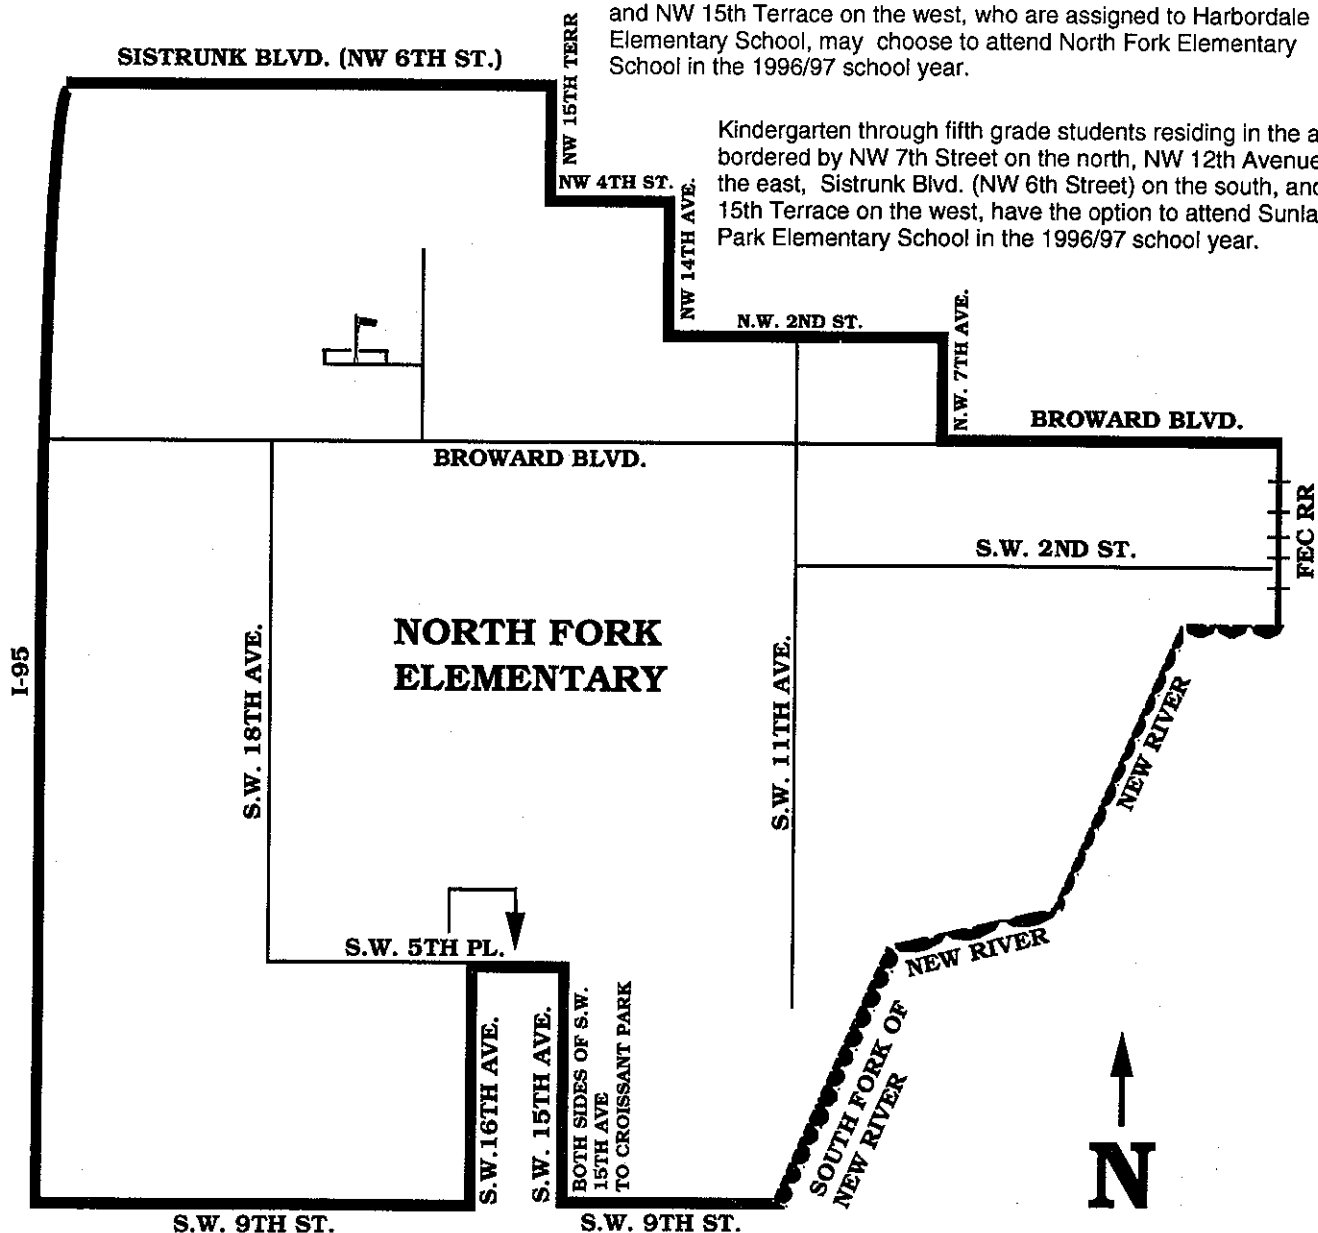 and NW 15th Terrace on the west, who are assigned to Harbordale
Elementary School, may choose to attend North Fork Elementary
School in the 1996/97 school year.
SISTRUNK BLVD. (NW 6TH ST.)
NW 15TH TERR
Kindergarten through fifth grade students residing in the a
bordered by NW 7th Street on the north, NW 12th Avenue
the east, Sistrunk Blvd. (NW 6th Street) on the south, and
15th Terrace on the west, have the option to attend Sunla
Park Elementary School in the 1996/97 school year.
NW 4TH ST.
NW 14TH AVE.
N.W. 2ND ST.
N.W. 7TH AVE.
BROWARD BLVD.
BROWARD BLVD.
FEC RR
S.W. 2ND ST.
NORTH FORK
ELEMENTARY
I-95
S.W. 18TH AVE.
S.W. 11TH AVE.
NEW RIVER
S.W. 5TH PL.
NEW RIVER
S.W.16TH AVE.
S.W. 15TH AVE.
BOTH SIDES OF S.W.
15TH AVE
TO CROISSANT PARK
SOUTH FORK OF
NEW RIVER
N
S.W. 9TH ST.
S.W. 9TH ST.